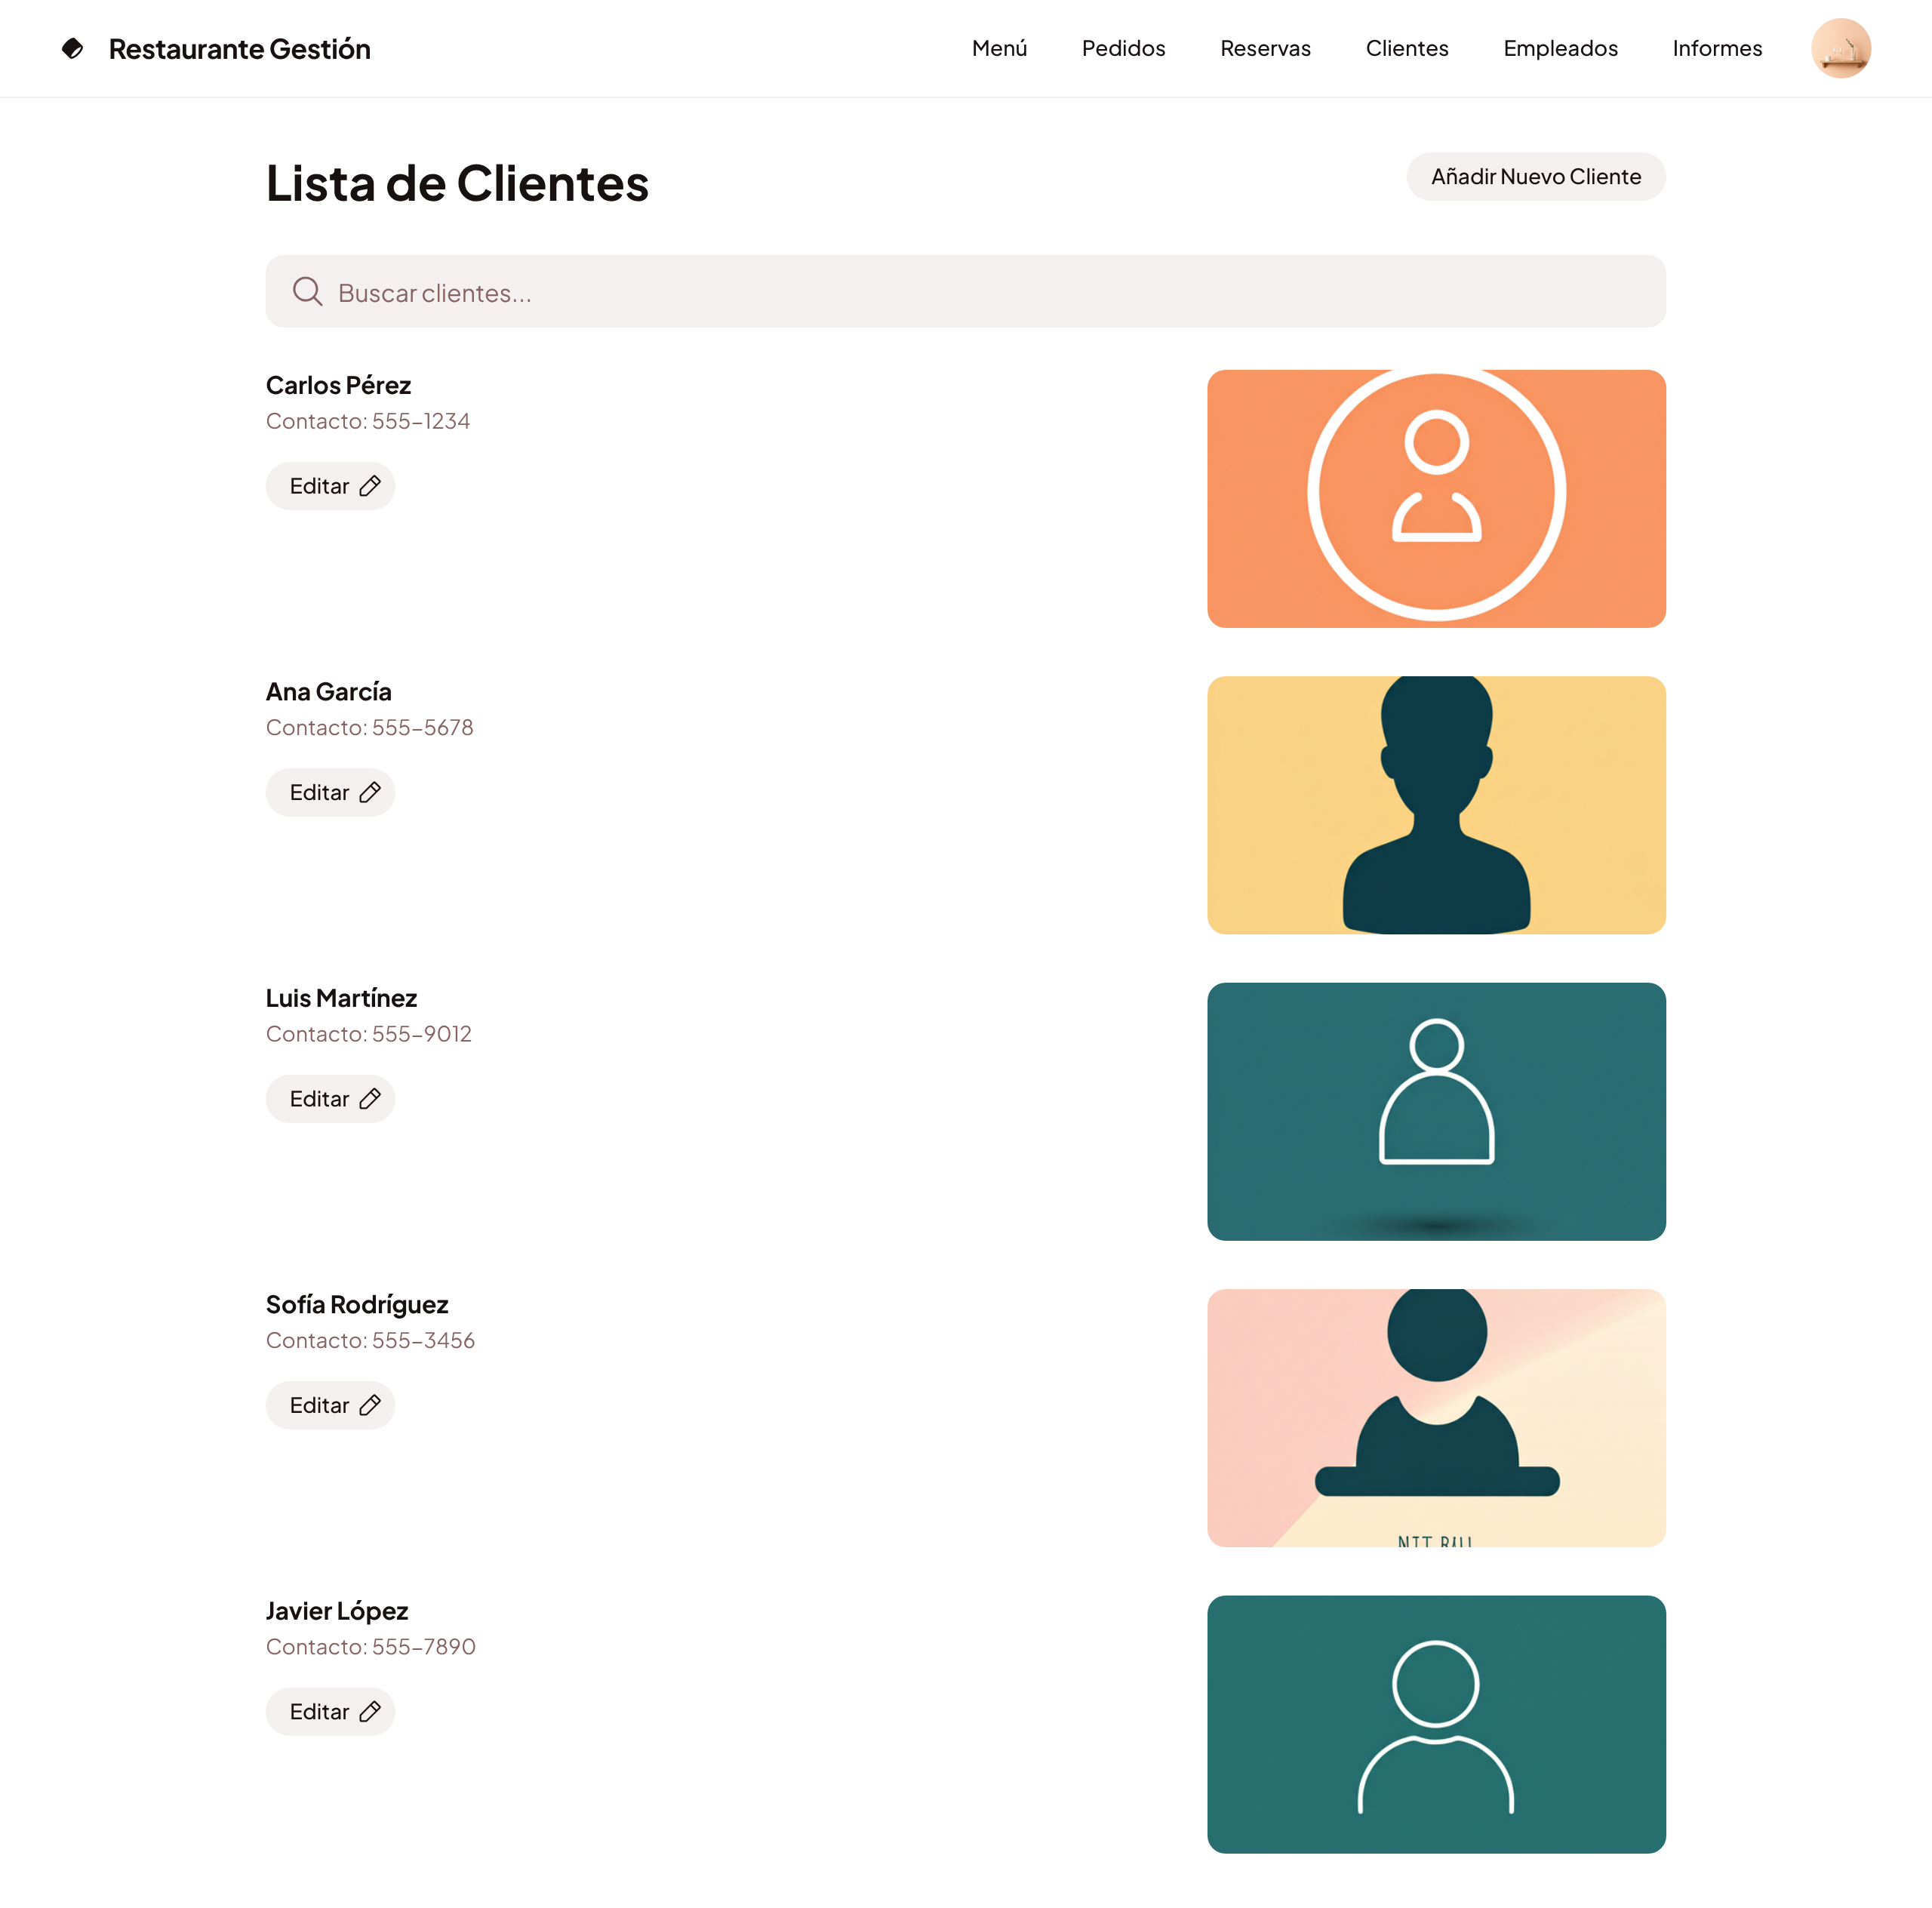 Restaurante Gestión
Menú Pedidos Reservas Clientes Empleados Informes
Lista de Clientes
Añadir Nuevo Cliente
Buscar clientes...
Carlos Pérez
Contacto: 555-1234
Editar
Ana García
Contacto: 555-5678
Editar
Luis Martínez
Contacto: 555-9012
Editar
Sofía Rodríguez
Contacto: 555-3456
Editar
Javier López
Contacto: 555-7890
Editar